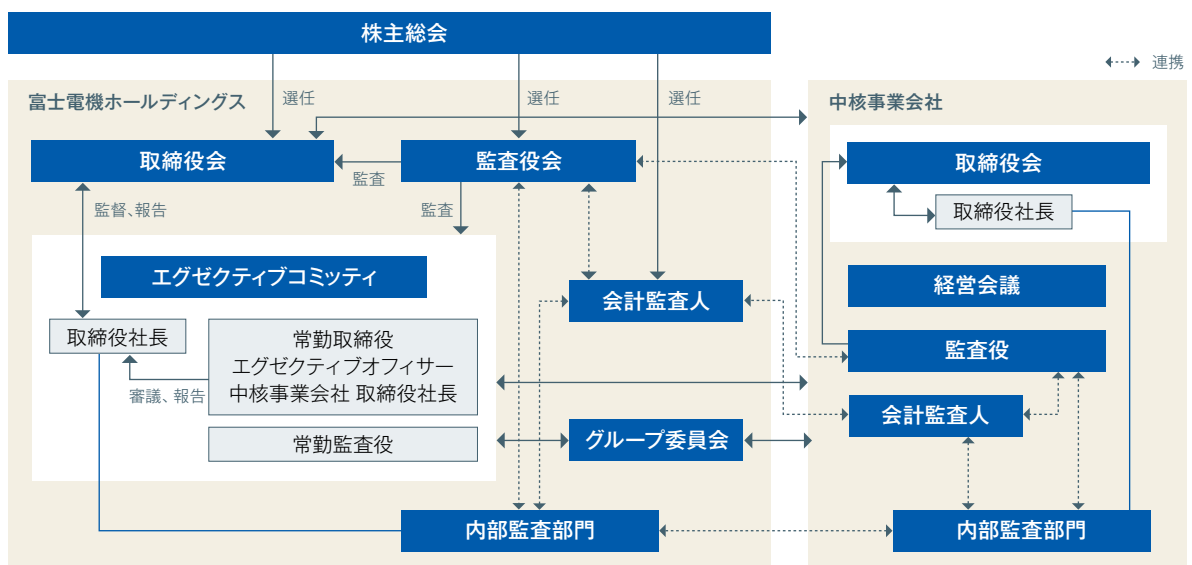 株主総会
連携
富士電機ホールディングス
選任
選任
選任
中核事業会社
取締役会
監査役会
監査
監督、報告
監査
取締役会
取締役社長
エグゼクティブコミッティ
会計監査人
経営会議
取締役社長
常勤取締役
エグゼクティブオフィサー
中核事業会社 取締役社長
審議、報告
監査役
会計監査人
常勤監査役
グループ委員会
内部監査部門
内部監査部門